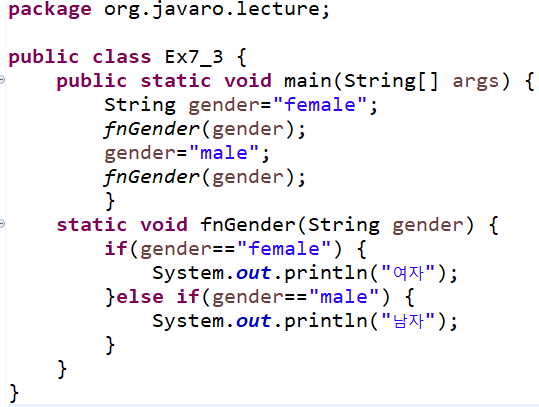 package org.javaro.lecture;
public class Ex7_3 {
public static void main(String[] args) {
String gender="female";
fnGender(gender);
gender="male";
fnGender(gender);
}
static void fnGender(String gender) {
if(gender=="female") {
System.out.println("여자");
}else if(gender=="male") {
System.out.println("남자");
}
}
}